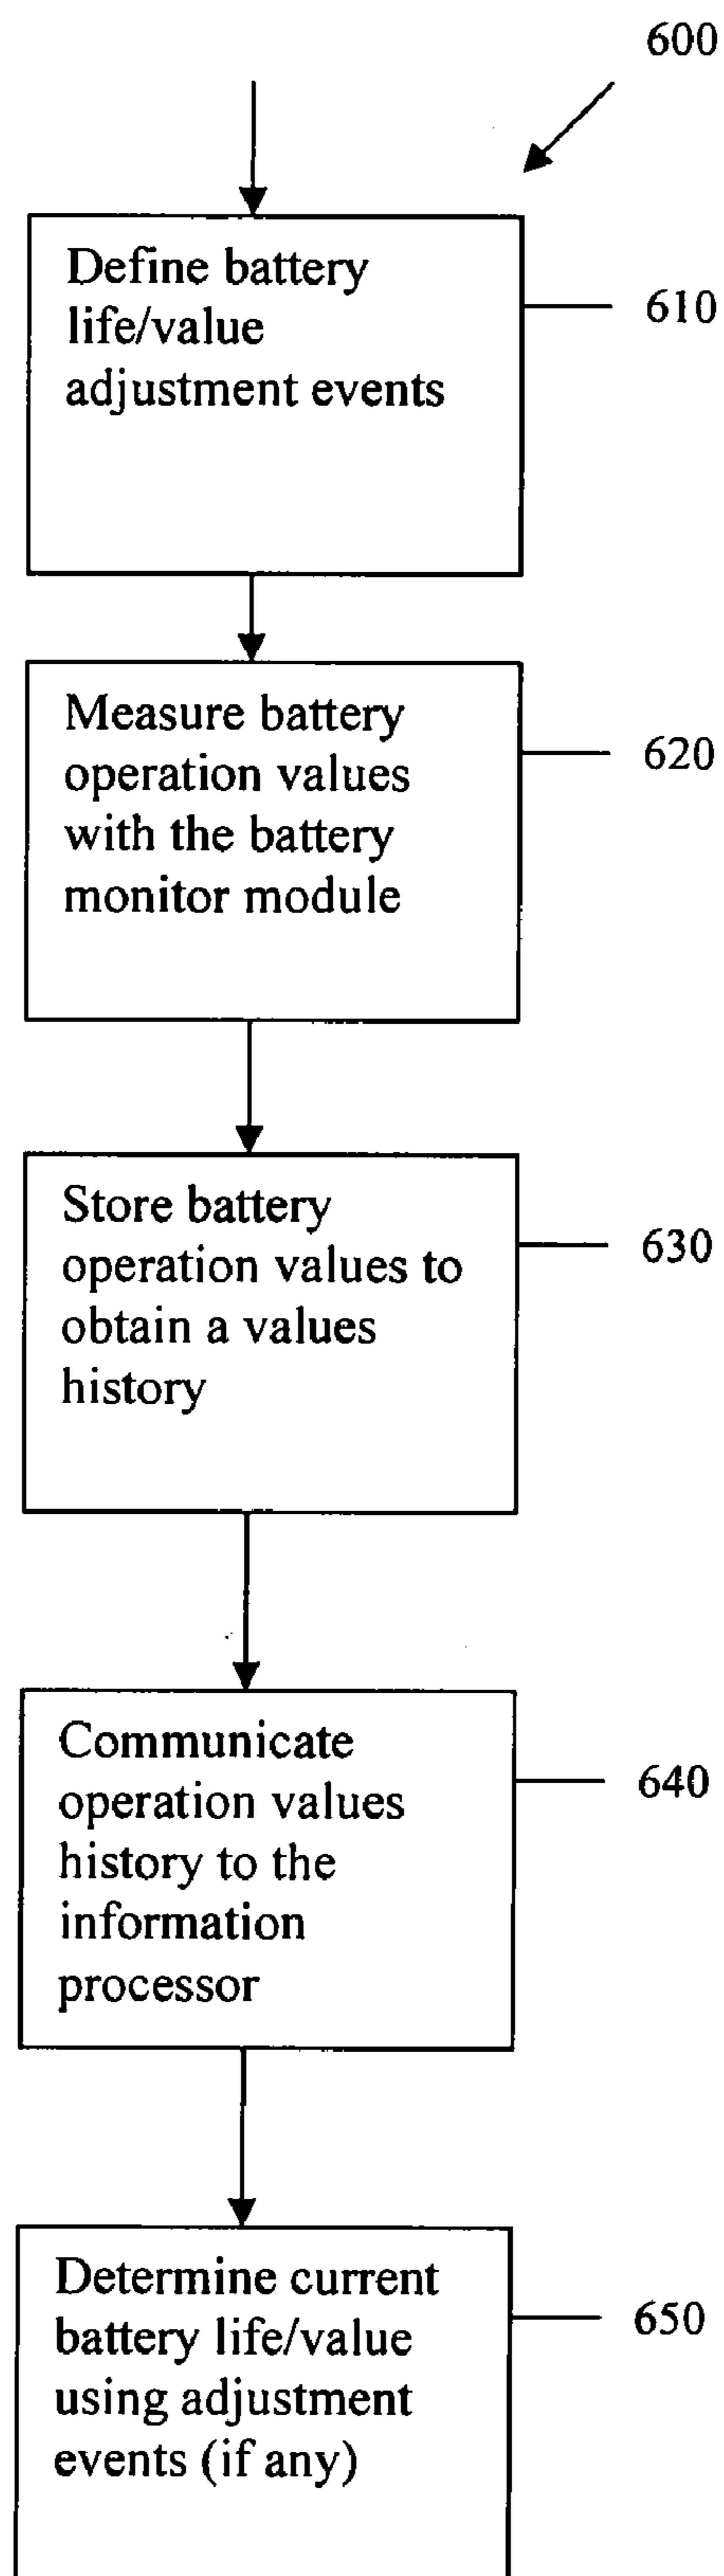 600
Define battery
life/value
adjustment events
610
Measure battery
operation values
with the battery
monitor module
620
Store battery
operation values to
obtain a values
history
630
Communicate
operation values
history to the
information
processor
640
Determine current
battery life/value
using adjustment
events (if any)
650